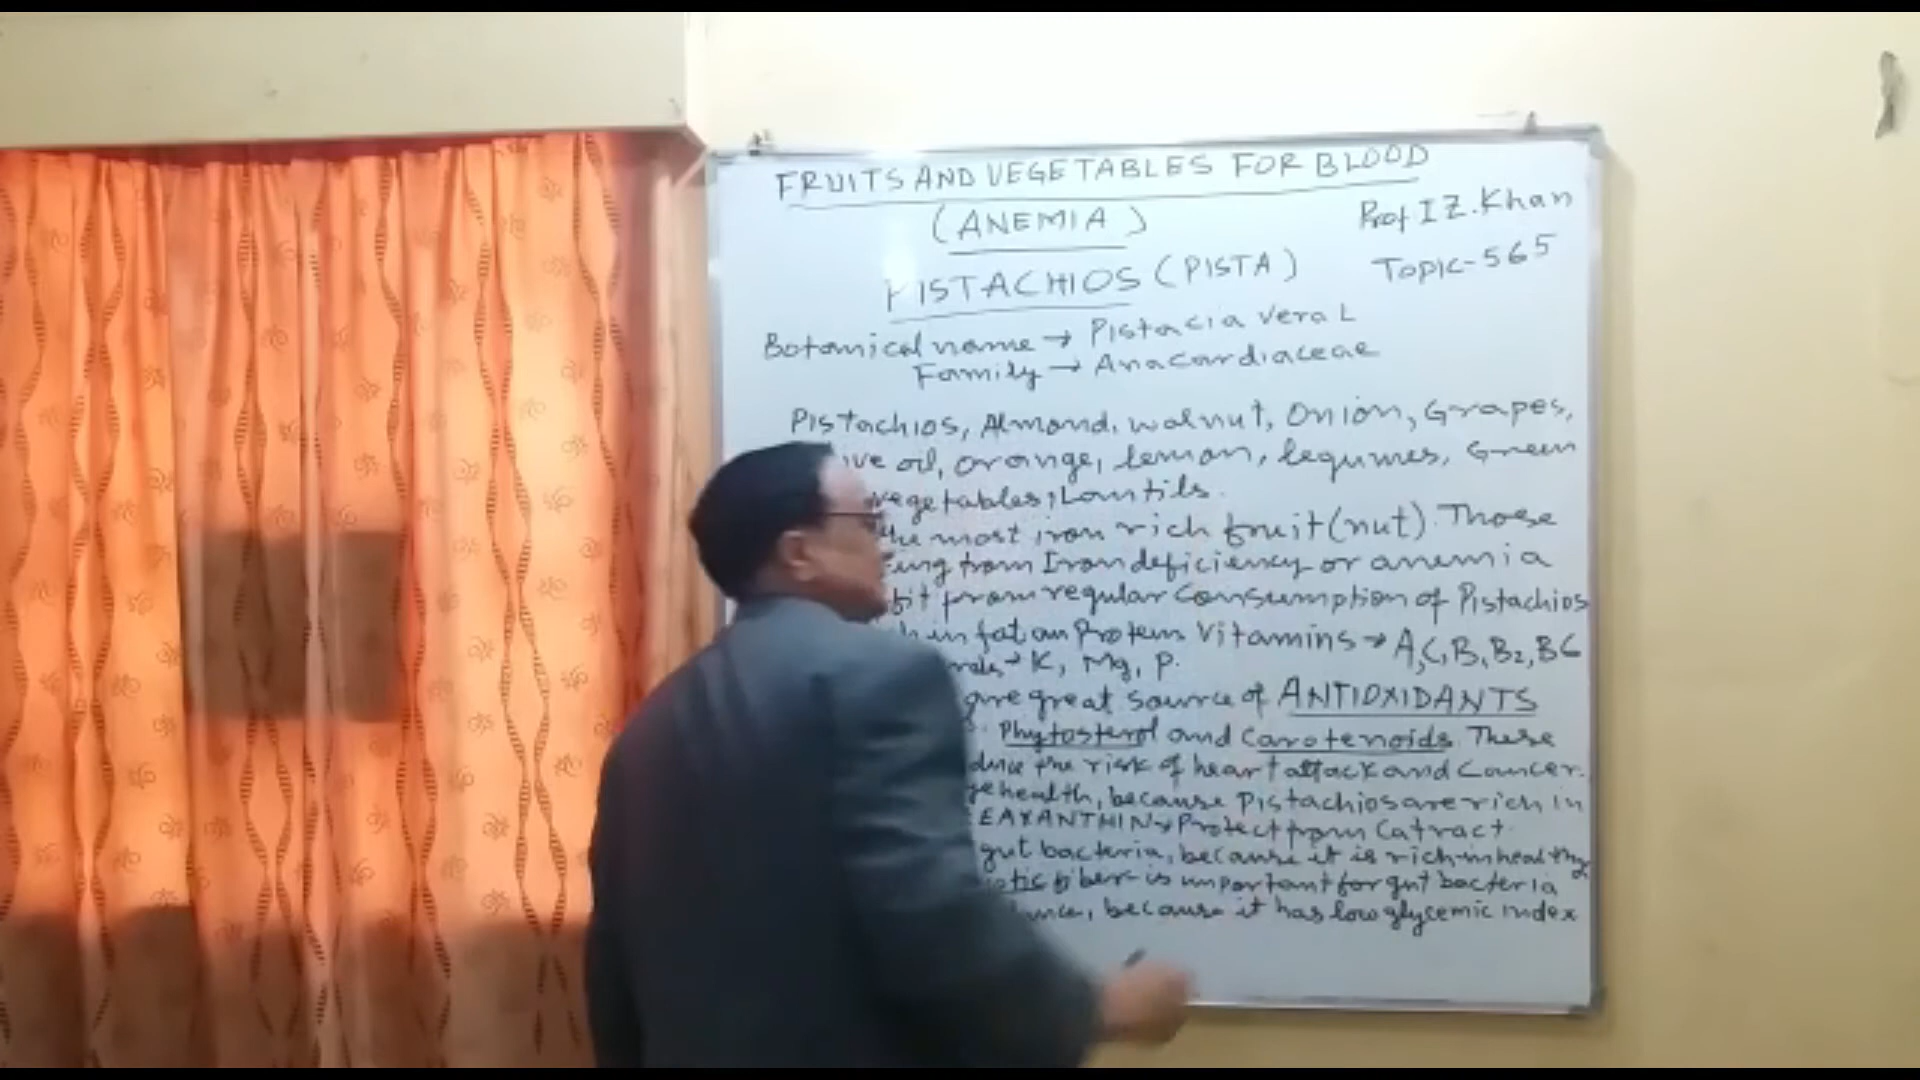 FRUITS AND VEGETABLES FOR BLOOD
(ANEMIA)
Prof I Z. Khan
PISTACHIOS (PISTA)
TOPIC-565
Botanical name → Pistacia vera L
Family → Anacardiaceae
Pistachios, Almond, walnut, Onion, Grapes,
oil, orange, lemon, legumes, Green
vegetables, Lantils.
the most iron rich fruit (nut). Those
from Iron deficiency or anemia
from regular Consumption of Pistachios
in fat, an Protein Vitamins → A, C, B, B2, B6
→ K, Mg, P.
are great source of ANTIOXIDANTS
Phytosterol and Carotenoids. These
the risk of heart attack and Cancer.
health, because Pistachios are rich in
EAXANTHIN → Protect from Catract.
gut bacteria, because it is rich in healthy
fiber is important for gut bacteria
because it has low glycemic index